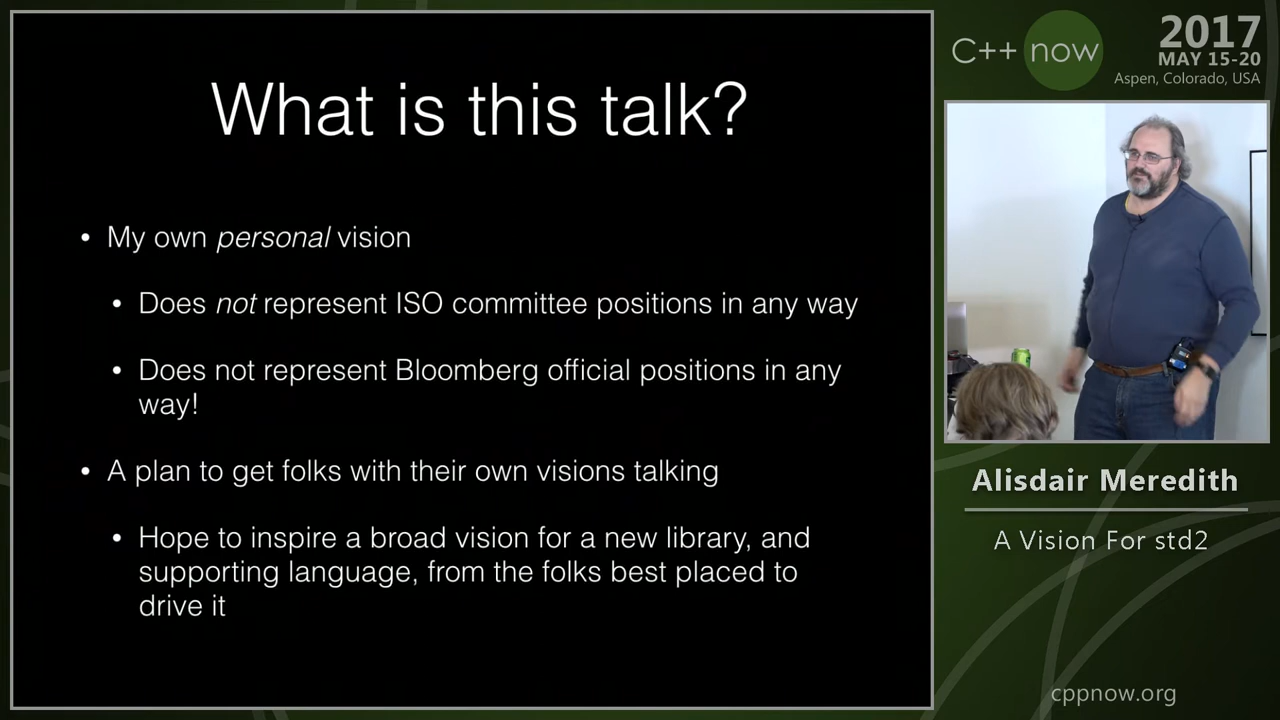 What is this talk?
• My own personal vision
• Does not represent ISO committee positions in any way
• Does not represent Bloomberg official positions in any
way!
• A plan to get folks with their own visions talking
• Hope to inspire a broad vision for a new library, and
supporting language, from the folks best placed to
drive it
C++ now
2017
MAY 15-20
Aspen, Colorado, USA
Alisdair Meredith
A Vision For std2
cppnow.org